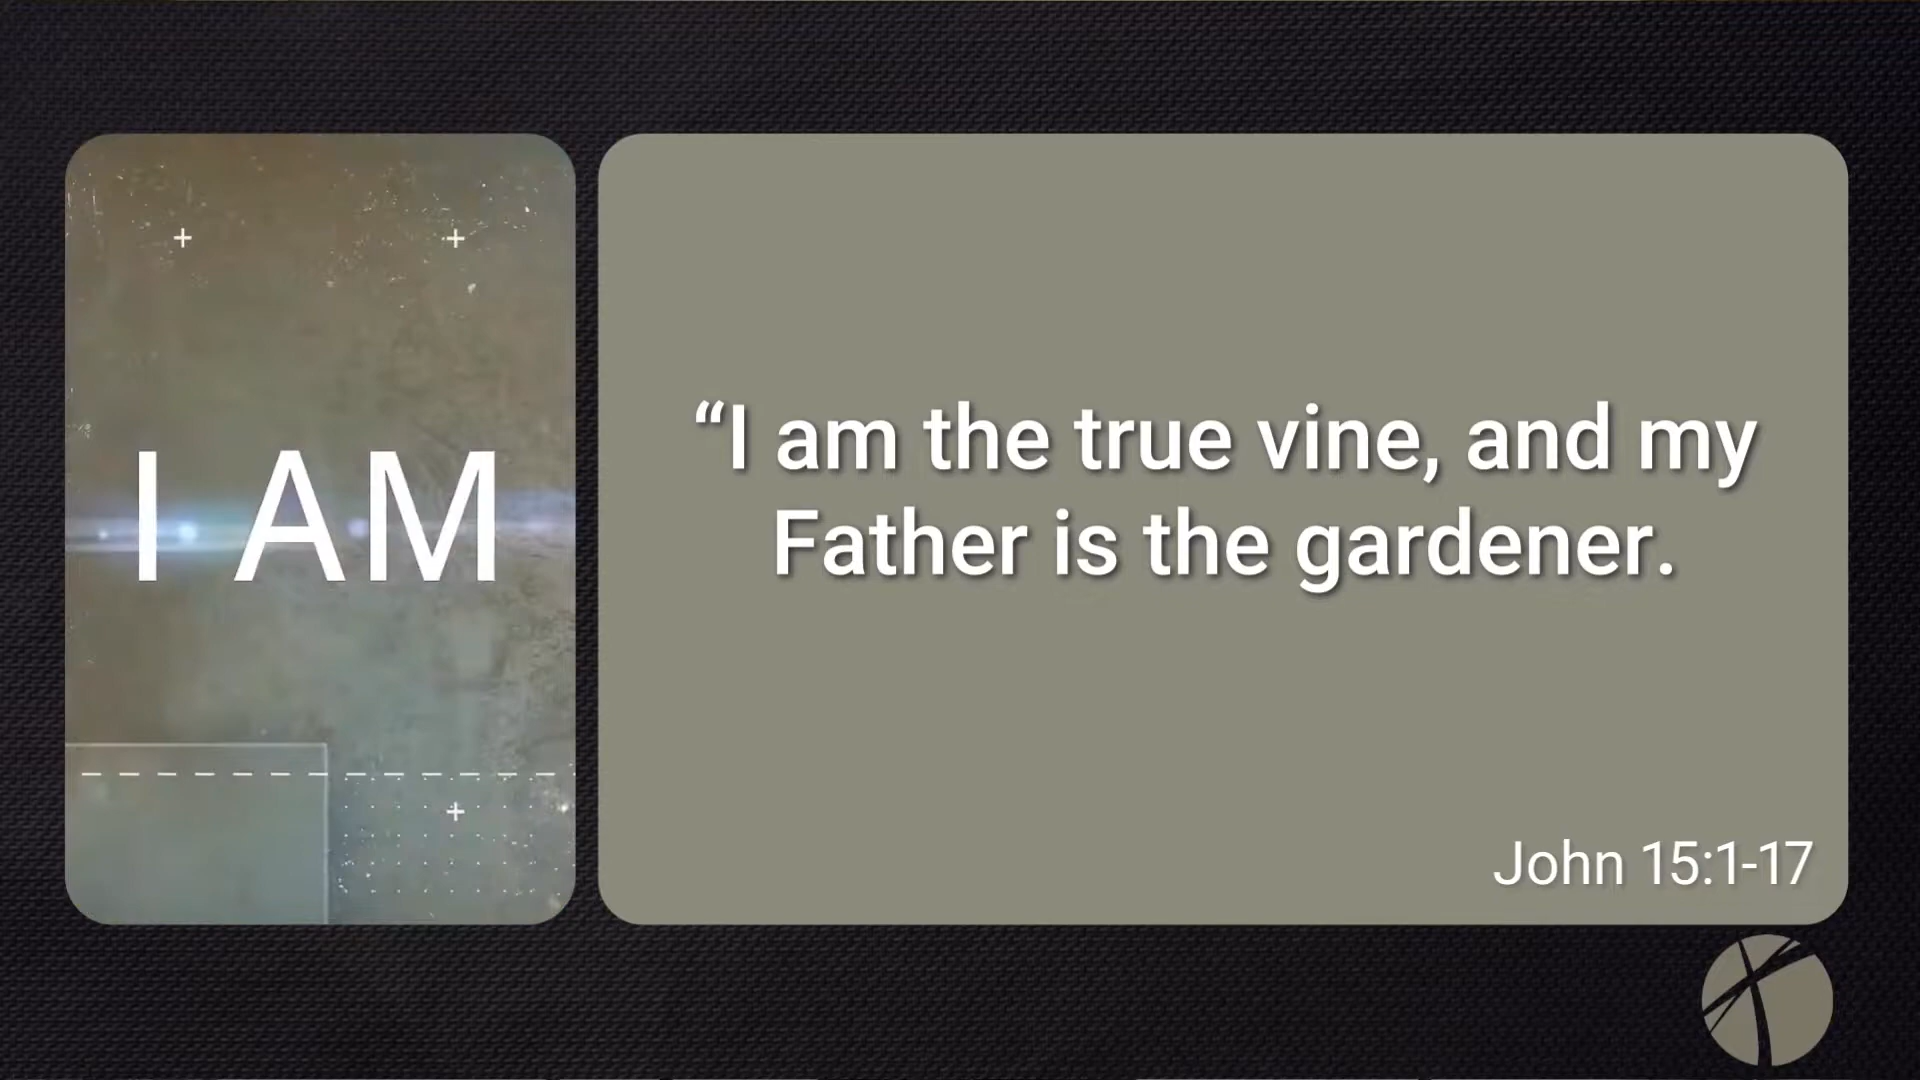 I AM
“I am the true vine, and my
Father is the gardener.
John 15:1-17